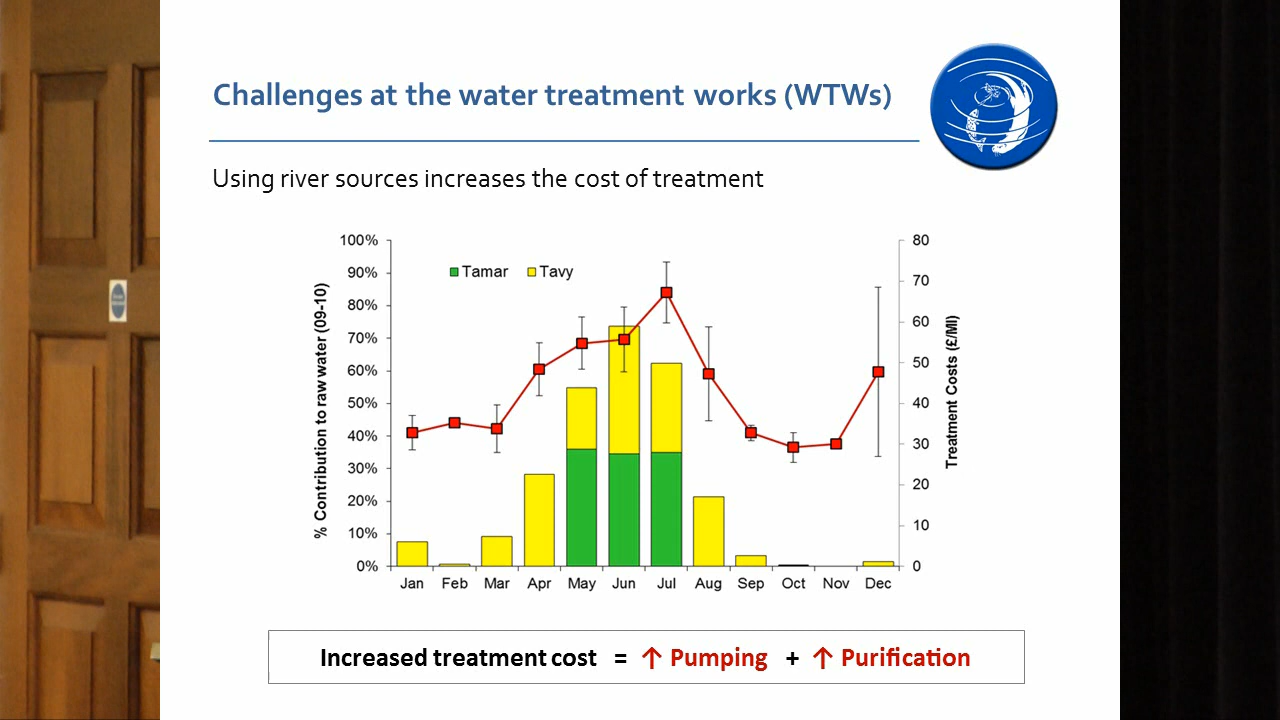 Challenges at the water treatment works (WTWs)
Using river sources increases the cost of treatment
100%
90%
80%
70%
60%
50%
40%
30%
20%
10%
0%
% Contribution to raw water (09-10)
Tamar
Tavy
80
70
60
50
40
30
20
10
0
Treatment Costs (£/Ml)
Jan Feb Mar Apr May Jun Jul Aug Sep Oct Nov Dec
Increased treatment cost = ↑ Pumping + ↑ Purification